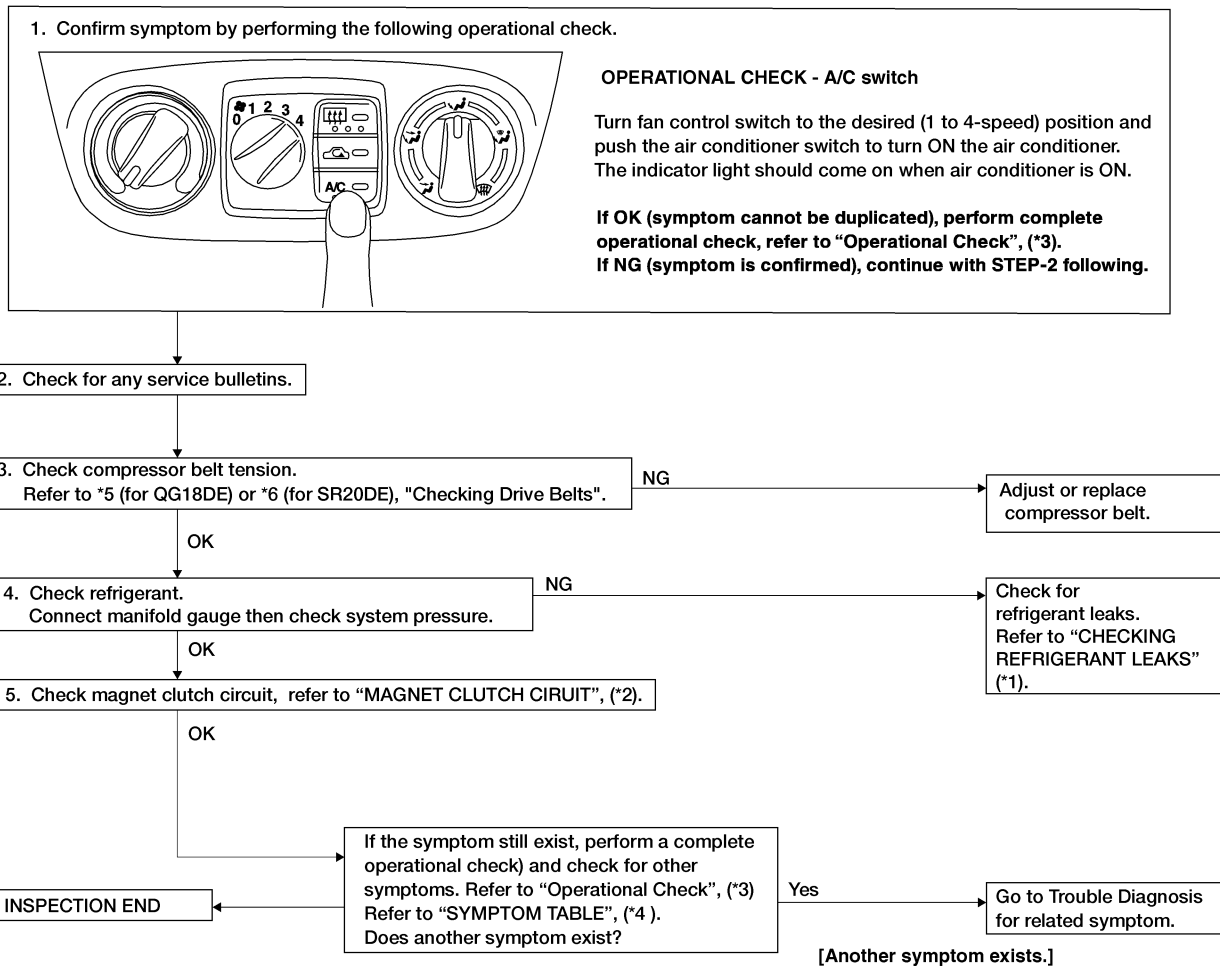 1. Confirm symptom by performing the following operational check.
0 1 2 3 4
A/C
OPERATIONAL CHECK - A/C switch
Turn fan control switch to the desired (1 to 4-speed) position and
push the air conditioner switch to turn ON the air conditioner.
The indicator light should come on when air conditioner is ON.
If OK (symptom cannot be duplicated), perform complete
operational check, refer to “Operational Check”, (*3).
If NG (symptom is confirmed), continue with STEP-2 following.
2. Check for any service bulletins.
3. Check compressor belt tension.
Refer to *5 (for QG18DE) or *6 (for SR20DE), "Checking Drive Belts".
NG
Adjust or replace
compressor belt.
OK
4. Check refrigerant.
Connect manifold gauge then check system pressure.
NG
Check for
refrigerant leaks.
Refer to “CHECKING
REFRIGERANT LEAKS”
(*1).
OK
5. Check magnet clutch circuit, refer to “MAGNET CLUTCH CIRUIT”, (*2).
OK
If the symptom still exist, perform a complete
operational check) and check for other
symptoms. Refer to “Operational Check”, (*3)
Refer to “SYMPTOM TABLE”, (*4 ).
Does another symptom exist?
INSPECTION END
Yes
Go to Trouble Diagnosis
for related symptom.
[Another symptom exists.]